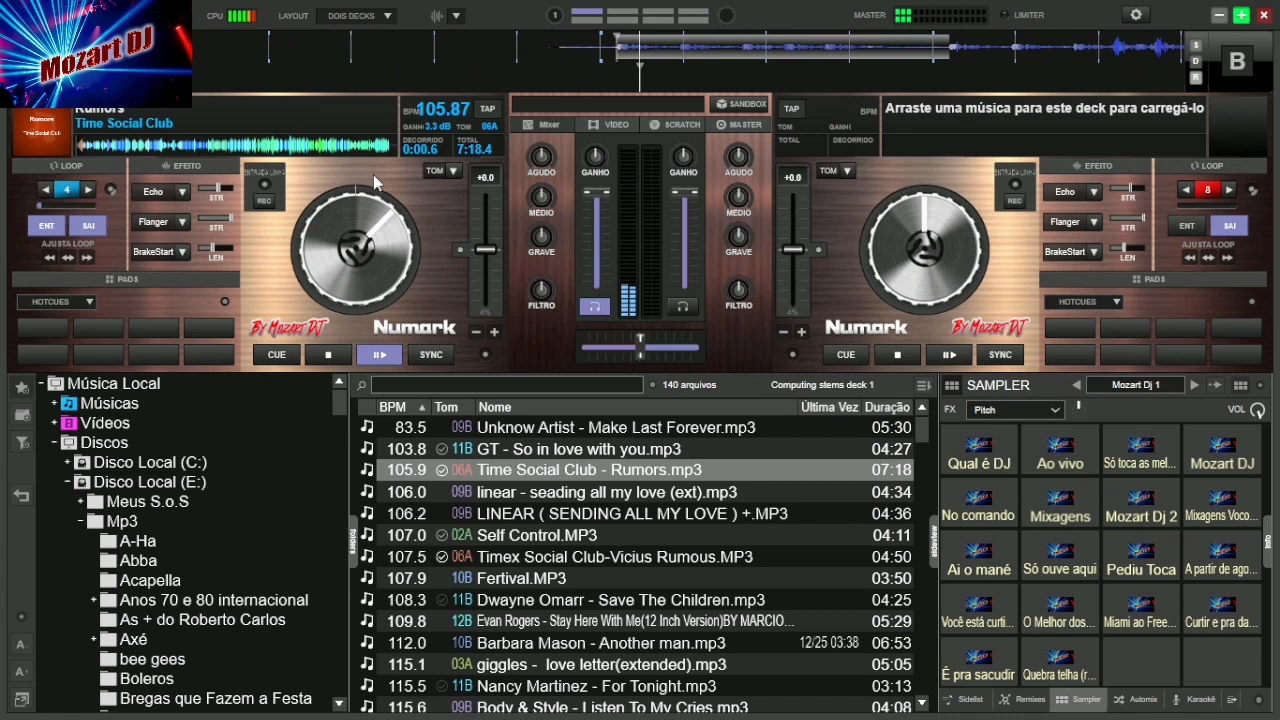 Mozart DJ
CPU
LAYOUT
DOIS DECKS
1
MASTER
LIMITER
S
D
R
B
Rumors
Time Social Club
Rumors
Time Social Club
BPM 105.87 TAP
GANHO 3.3 dB TOM 06A
DECORRIDO TOTAL
0:00.6 7:18.4
SANDBOX
Mixer VÍDEO SCRATCH MASTER
TAP BPM
TOM
Arraste uma música para este deck para carregá-lo
LOOP EFEITO
4
ENT SAI
AJUSTA LOOP
Echo STR
Flanger STR
BrakeStart LEN
PADS
HOTCUES
ENTRADA LINHA
REC
TOM
+0.0
4%
BY MOZART DJ
Numark
CUE
SYNC
AGUDO
MÉDIO
GRAVE
FILTRO
GANHO GANHO
AGUDO
MÉDIO
GRAVE
FILTRO
+0.0
TOM
4%
Numark
BY MOZART DJ
CUE
SYNC
ENTRADA LINHA
REC
EFEITO LOOP
Echo STR
Flanger STR
BrakeStart LEN
8
ENT SAI
AJUSTA LOOP
PADS
HOTCUES
Música Local
Músicas
Vídeos
Discos
Disco Local (C:)
Disco Local (E:)
Meus S.o.S
Mp3
A-Ha
Abba
Acapella
Anos 70 e 80 internacional
As + do Roberto Carlos
Axé
bee gees
Boleros
Bregas que Fazem a Festa
folders
140 arquivos
Computing stems deck 1
BPM Tom Nome Última Vez Duração
83.5 09B Unknow Artist - Make Last Forever.mp3 05:30
103.8 11B GT - So in love with you.mp3 04:27
105.9 06A Time Social Club - Rumors.mp3 07:18
106.0 09B linear - seading all my love (ext).mp3 04:34
106.2 09B LINEAR ( SENDING ALL MY LOVE ) +.MP3 04:36
107.0 02A Self Control.MP3 04:11
107.5 06A Timex Social Club-Vicius Rumous.MP3 04:50
107.9 10B Fertival.MP3 03:50
108.3 11B Dwayne Omarr - Save The Children.mp3 04:25
109.8 12B Evan Rogers - Stay Here With Me(12 Inch Version)BY MARCIO... 05:29
112.0 10B Barbara Mason - Another man.mp3 12/25 03:38 06:53
115.1 03A giggles - love letter(extended).mp3 05:05
115.5 11B Nancy Martinez - For Tonight.mp3 03:13
115.6 09B Body & Style - Listen To My Cries.mp3 04:08
sideview
SAMPLER
Mozart Dj 1
FX Pitch VOL
Qual é DJ Ao vivo Só toca as mel... Mozart DJ
No comando Mixagens Mozart Dj 2 Mixagens Voco...
Ai o mané Só ouve aqui Pediu Toca A partir de ago...
Você está curti... O Melhor dos... Miami ao Free... Curtir e pra da...
É pra sacudir Quebra telha (r...
info
Sidelist Remixes Sampler Automix Karaokê